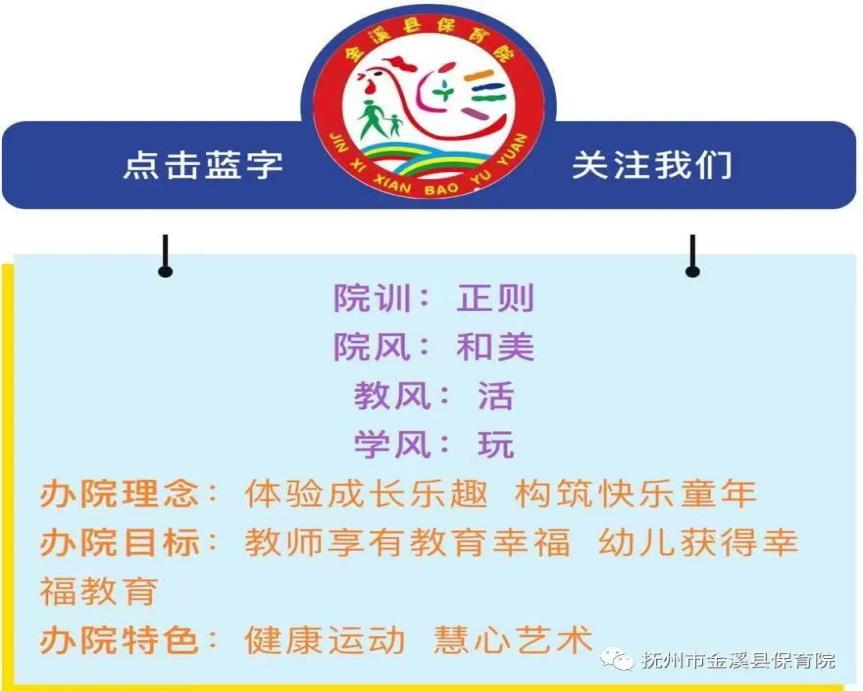 金溪县保育院
JIN XI XIAN BAO YU YUAN
点击蓝字
关注我们
院训：正则
院风：和美
教风：活
学风：玩
办院理念：体验成长乐趣 构筑快乐童年
办院目标：教师享有教育幸福 幼儿获得幸
福教育
办院特色：健康运动 慧心艺术
抚州市金溪县保育院